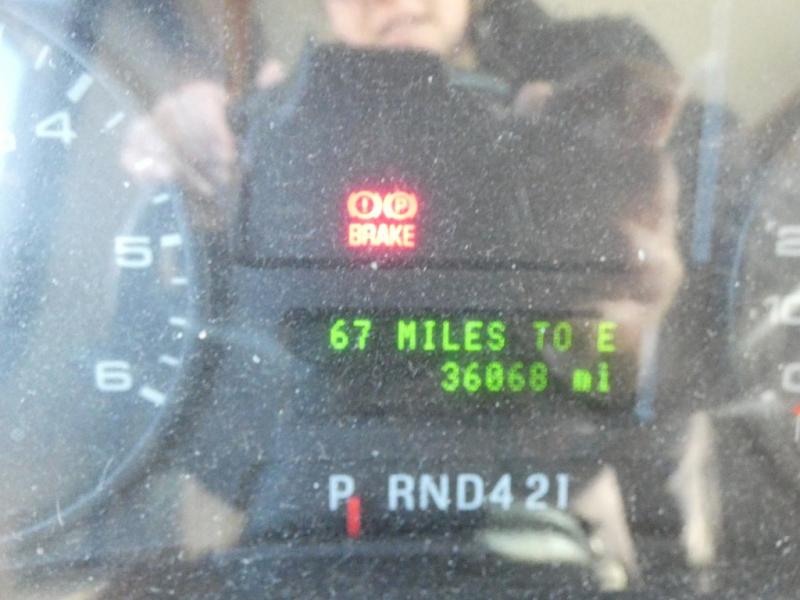 4
5
6
P
BRAKE
67 MILES TO E
36068 mi
P RND421